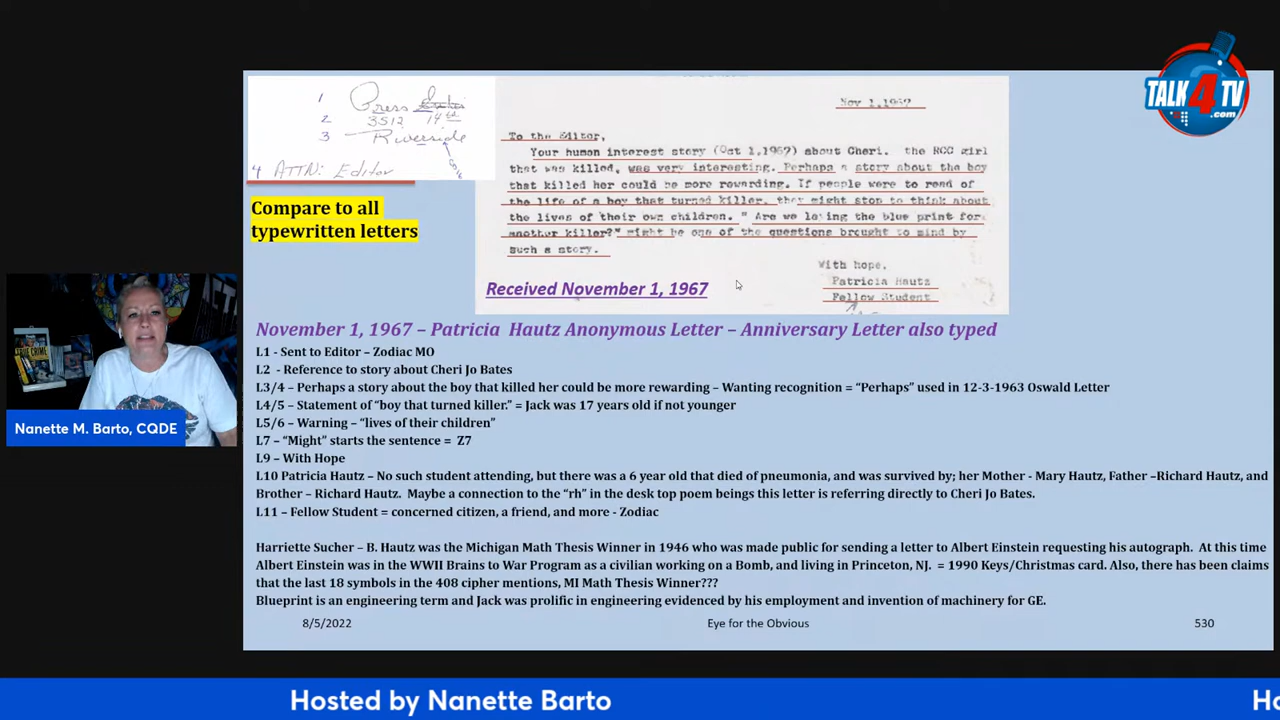 TALK 4 TV
.com
1 Press
2 3512 14th
3 Riverside
4 ATTN: Editor
Compare to all
typewritten letters
Nov 1,1967
To the Editor,
Your human interest story (Oct 1,1967) about Cheri. the RCC girl
that was killed, was very interesting. Perhaps a story about the boy
that killed her could be more rewarding. If people were to read of
the life of a boy that turned killer, they might stop to think about
the lives of their own children. " Are we laying the blue print for
another killer?" might be one of the questions brought to mind by
such a story.
With hope,
Patricia Hautz
Fellow Student
Received November 1, 1967
November 1, 1967 – Patricia Hautz Anonymous Letter – Anniversary Letter also typed
L1 - Sent to Editor – Zodiac MO
L2 - Reference to story about Cheri Jo Bates
L3/4 – Perhaps a story about the boy that killed her could be more rewarding – Wanting recognition = “Perhaps” used in 12-3-1963 Oswald Letter
L4/5 – Statement of “boy that turned killer.” = Jack was 17 years old if not younger
L5/6 – Warning – “lives of their children”
L7 – “Might” starts the sentence = Z7
L9 – With Hope
L10 Patricia Hautz – No such student attending, but there was a 6 year old that died of pneumonia, and was survived by; her Mother - Mary Hautz, Father –Richard Hautz, and
Brother – Richard Hautz. Maybe a connection to the “rh” in the desk top poem beings this letter is referring directly to Cheri Jo Bates.
L11 – Fellow Student = concerned citizen, a friend, and more - Zodiac
Harriette Sucher – B. Hautz was the Michigan Math Thesis Winner in 1946 who was made public for sending a letter to Albert Einstein requesting his autograph. At this time
Albert Einstein was in the WWII Brains to War Program as a civilian working on a Bomb, and living in Princeton, NJ. = 1990 Keys/Christmas card. Also, there has been claims
that the last 18 symbols in the 408 cipher mentions, MI Math Thesis Winner???
Blueprint is an engineering term and Jack was prolific in engineering evidenced by his employment and invention of machinery for GE.
8/5/2022 Eye for the Obvious 530
Nanette M. Barto, CQDE
Hosted by Nanette Barto